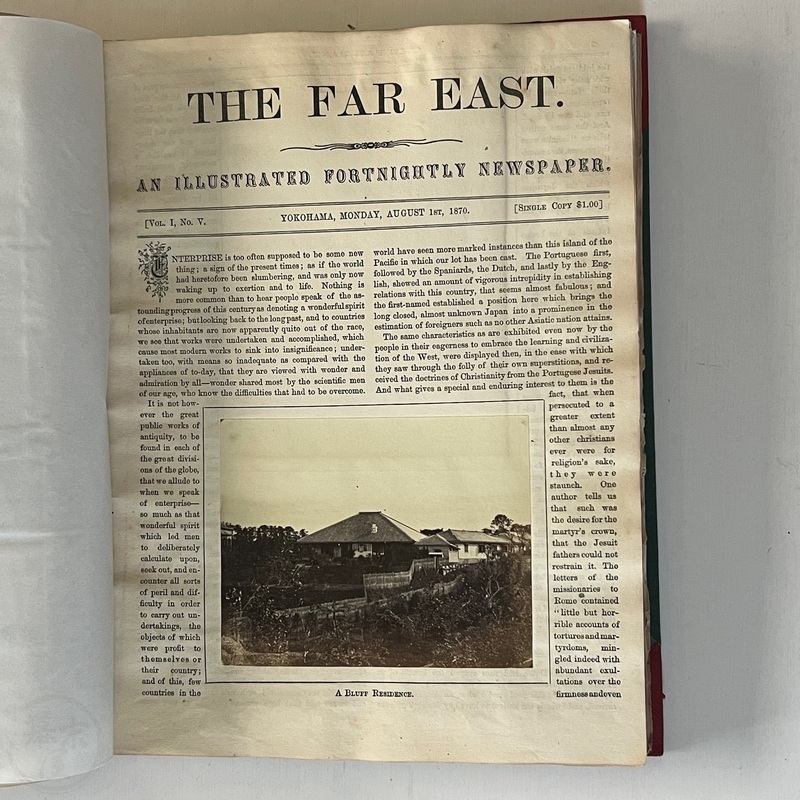 THE FAR EAST.
AN ILLUSTRATED FORTNIGHTLY NEWSPAPER.
[VOL. I, NO. V.
YOKOHAMA, MONDAY, AUGUST 1ST, 1870.
[SINGLE COPY $1.00]
ENTERPRISE is too often supposed to be some new
thing; a sign of the present times; as if the world
had heretofore been slumbering, and was only now
waking up to exertion and to life. Nothing is
more common than to hear people speak of the as-
tounding progress of this century as denoting a wonderful spirit
of enterprise; but looking back to the long past, and to countries
whose inhabitants are now apparently quite out of the race,
we see that works were undertaken and accomplished, which
cause most modern works to sink into insignificance; under-
taken too, with means so inadequate as compared with the
appliances of to-day, that they are viewed with wonder and
admiration by all—wonder shared most by the scientific men
of our age, who know the difficulties that had to be overcome.
It is not how-
ever the great
public works of
antiquity, to be
found in each of
the great divisi-
ons of the globe,
that we allude to
when we speak
of enterprise—
so much as that
wonderful spirit
which led men
to deliberately
calculate upon,
seek out, and en-
counter all sorts
of peril and dif-
ficulty in order
to carry out un-
dertakings, the
objects of which
were profit to
themselves or
their country;
and of this, few
countries in the
world have seen more marked instances than this island of the
Pacific in which our lot has been cast. The Portuguese first,
followed by the Spaniards, the Dutch, and lastly by the Eng-
lish, shewed an amount of vigorous intrepidity in establishing
relations with this country, that seems almost fabulous; and
the first-named established a position here which brings the
long closed, almost unknown Japan into a prominence in the
estimation of foreigners such as no other Asiatic nation attains.
The same characteristics as are exhibited even now by the
people in their eagerness to embrace the learning and civiliza-
tion of the West, were displayed then, in the ease with which
they saw through the folly of their own superstitions, and re-
ceived the doctrines of Christianity from the Portugese Jesuits.
And what gives a special and enduring interest to them is the
fact, that when
persecuted to a
greater extent
than almost any
other christians
ever were for
religion's sake,
they were
staunch. One
author tells us
that such was
the desire for the
martyr's crown,
that the Jesuit
fathers could not
restrain it. The
letters of the
missionaries to
Rome contained
"little but hor-
rible accounts of
tortures and mar-
tyrdoms, min-
gled indeed with
abundant exul-
tations over the
firmness and even
A BLUFF RESIDENCE.